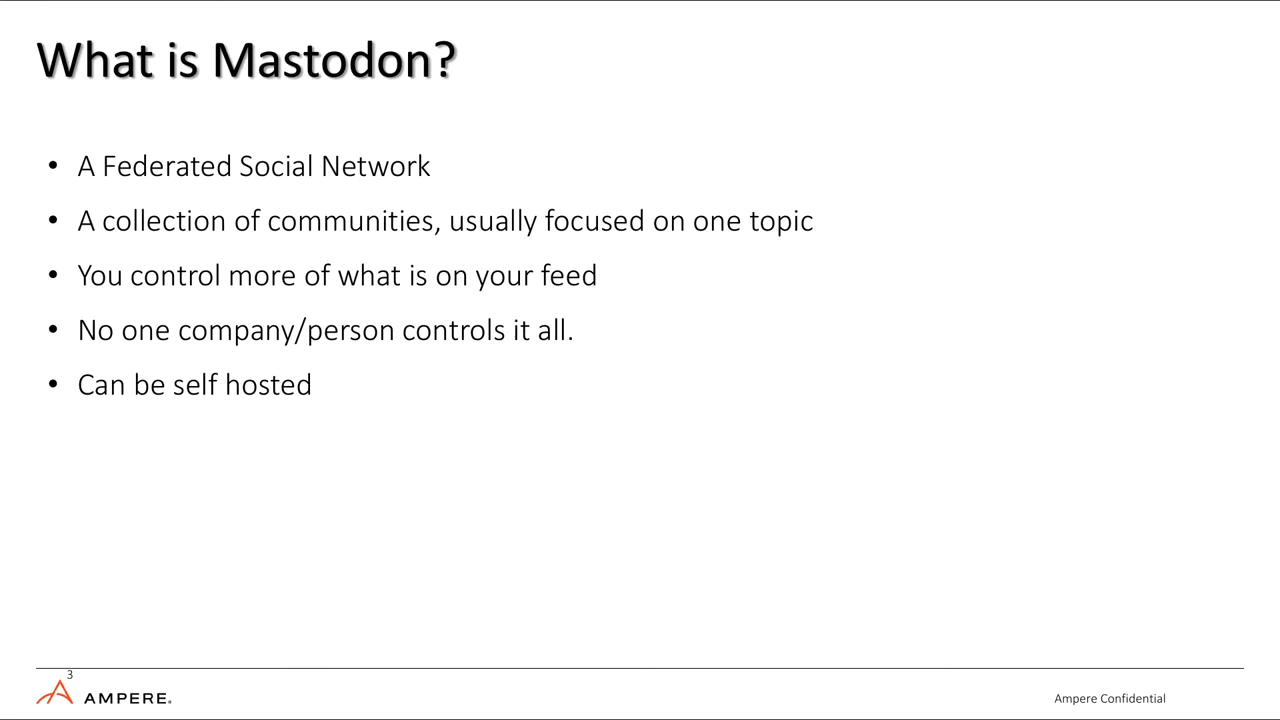 What is Mastodon?
• A Federated Social Network
• A collection of communities, usually focused on one topic
• You control more of what is on your feed
• No one company/person controls it all.
• Can be self hosted
3
AMPERE®
Ampere Confidential